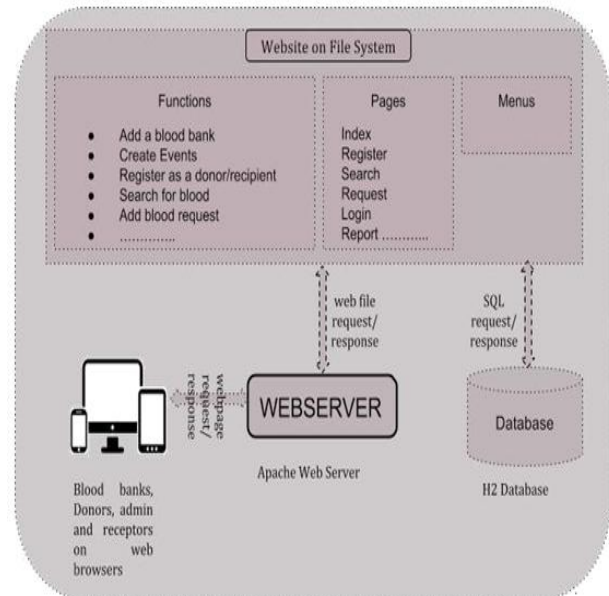 Website on File System
Functions
● Add a blood bank
● Create Events
● Register as a donor/recipient
● Search for blood
● Add blood request
● ..............
Pages
Index
Register
Search
Request
Login
Report ............
Menus
web file
request/
response
SQL
request/
response
webpage
request/
response
WEBSERVER
Apache Web Server
Database
H2 Database
Blood banks,
Donors, admin
and receptors
on web
browsers